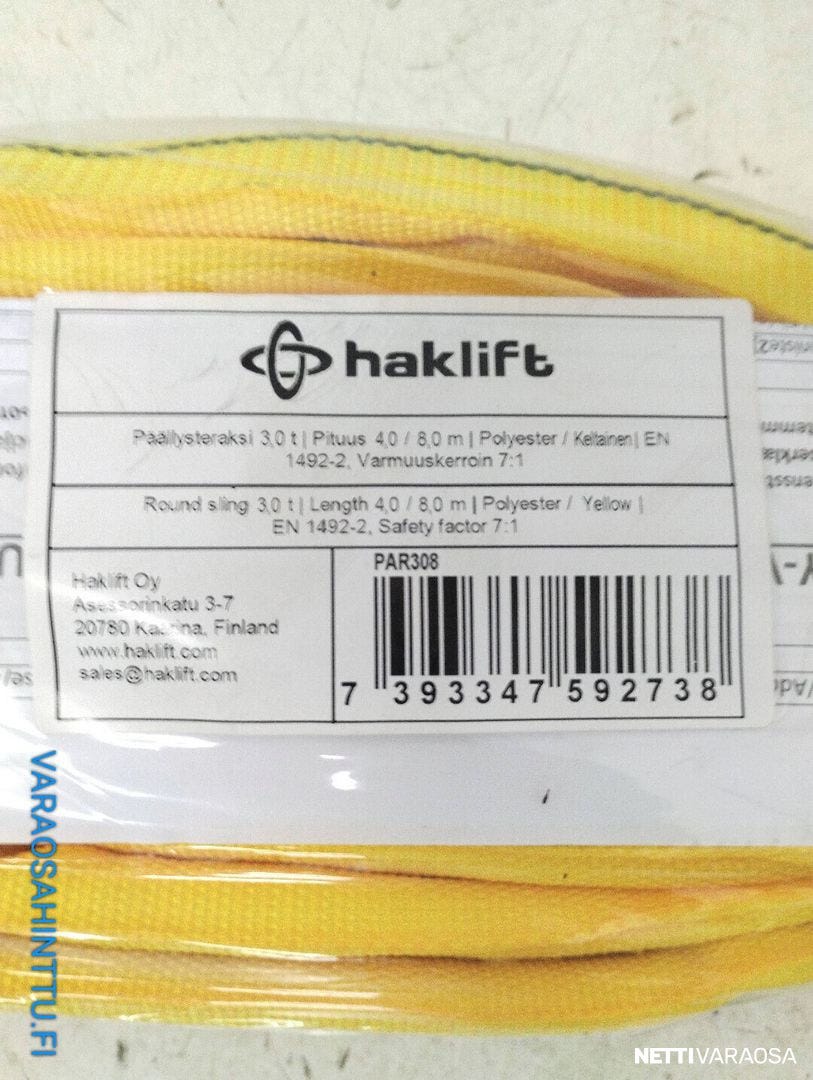 haklift
Päällysteraksi 3,0 t | Pituus 4,0 / 8,0 m | Polyester / Keltainen | EN
1492-2, Varmuuskerroin 7:1
Round sling 3,0 t | Length 4,0 / 8,0 m | Polyester / Yellow |
EN 1492-2, Safety factor 7:1
Haklift Oy
Asessorinkatu 3-7
20780 Kaarina, Finland
www.haklift.com
sales@haklift.com
PAR308
7 393347 592738
VARAOSAHINTTU.FI
NETTIVARAOSA